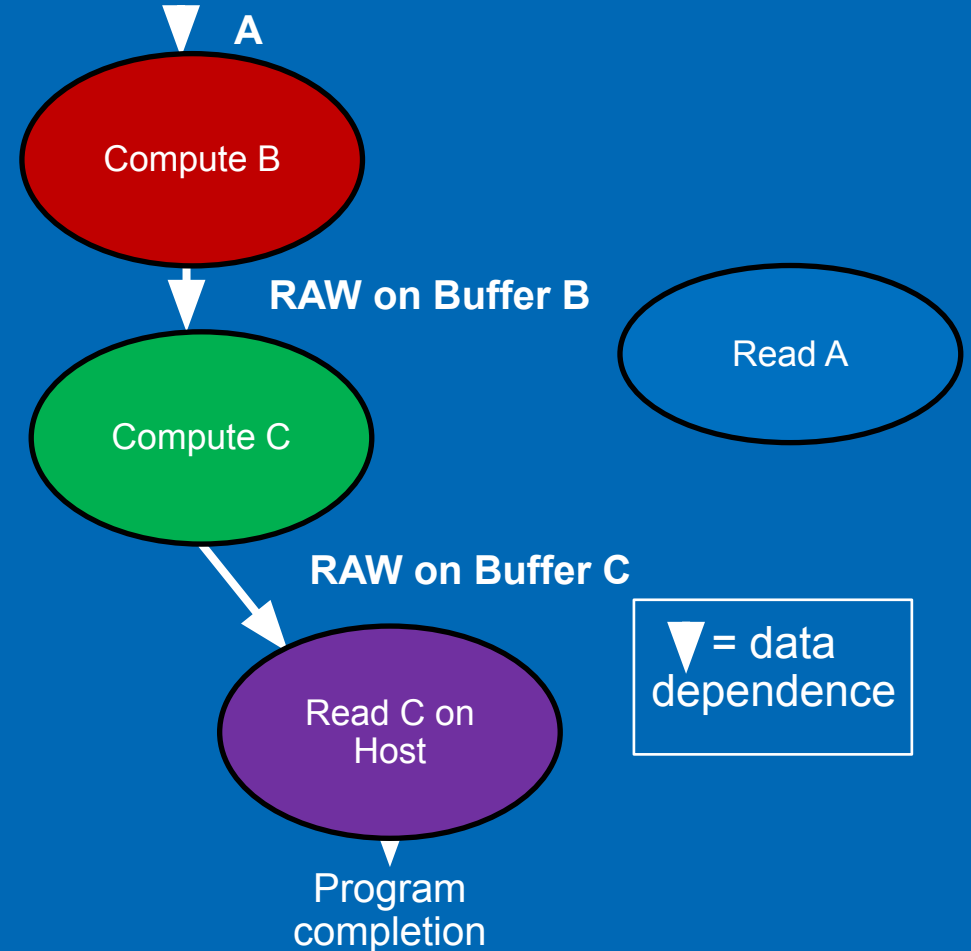 A
Compute B
RAW on Buffer B
Read A
Compute C
RAW on Buffer C
= data
dependence
Read C on
Host
Program
completion